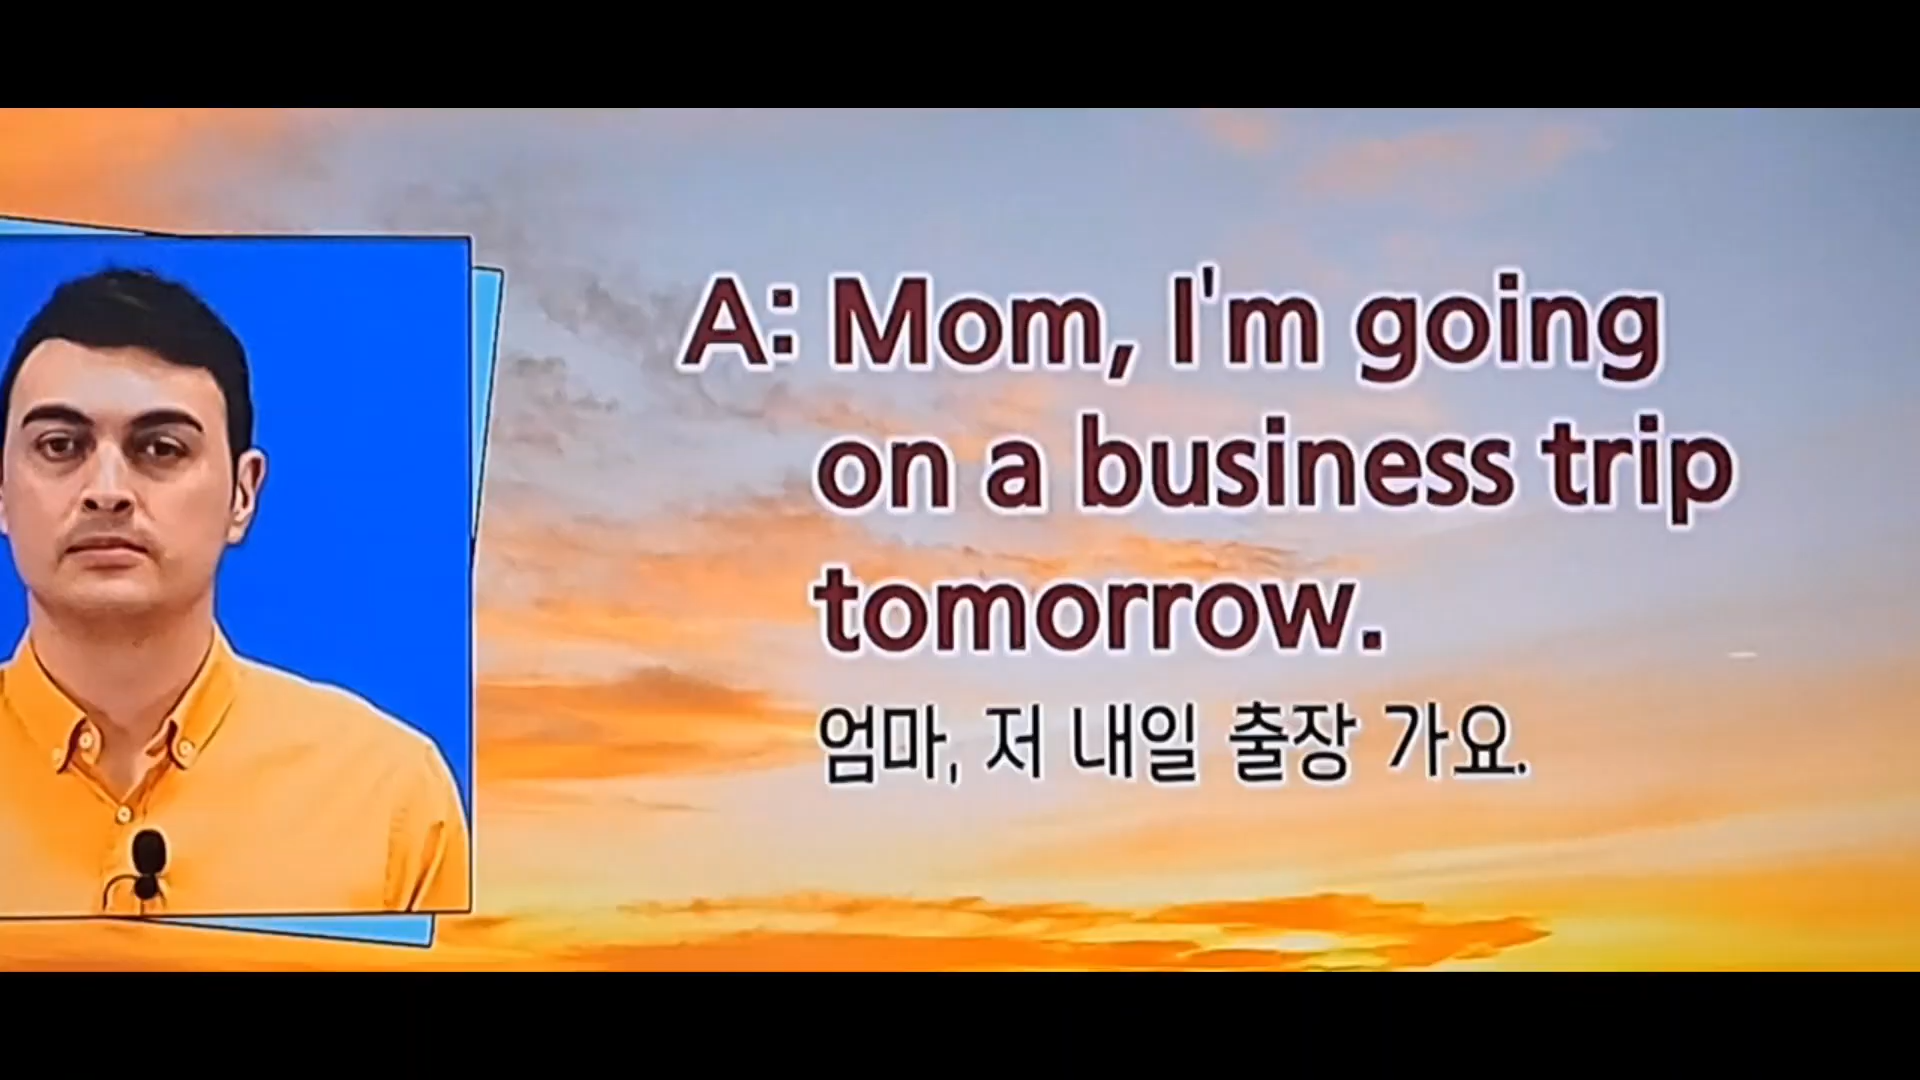 A: Mom, I'm going
on a business trip
tomorrow.
엄마, 저 내일 출장 가요.